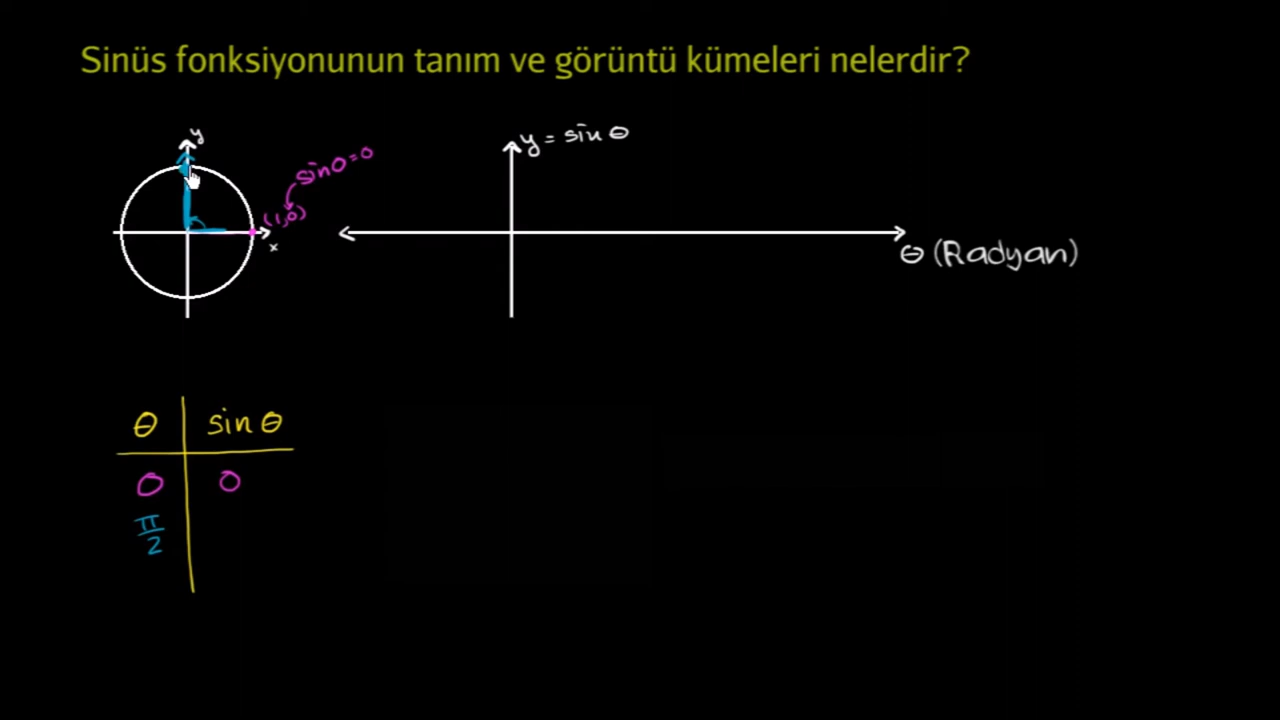 Sinüs fonksiyonunun tanım ve görüntü kümeleri nelerdir?
y
sin0=0
(1,0)
x
y = sin θ
θ (Radyan)
θ sin θ
0 0
π/2